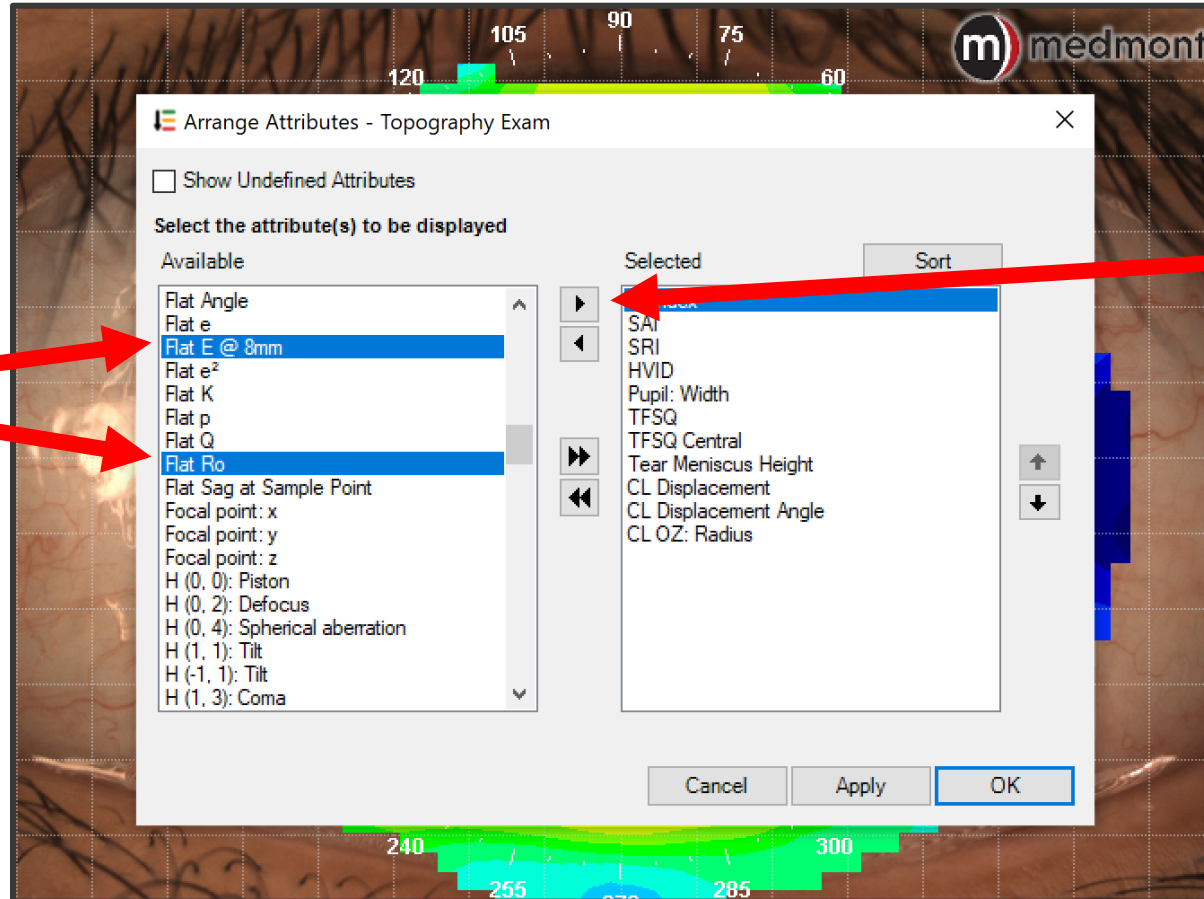 105
90
75
medmont
120
60
Arrange Attributes - Topography Exam
Show Undefined Attributes
Select the attribute(s) to be displayed
Available
Selected
Sort
Flat Angle
Flat e
Flat E @ 8mm
Flat e²
Flat K
Flat p
Flat Q
Flat Ro
Flat Sag at Sample Point
Focal point: x
Focal point: y
Focal point: z
H (0, 0): Piston
H (0, 2): Defocus
H (0, 4): Spherical aberration
H (1, 1): Tilt
H (-1, 1): Tilt
H (1, 3): Coma
SAI
SRI
HVID
Pupil: Width
TFSQ
TFSQ Central
Tear Meniscus Height
CL Displacement
CL Displacement Angle
CL OZ: Radius
Cancel
Apply
OK
240
300
255
285